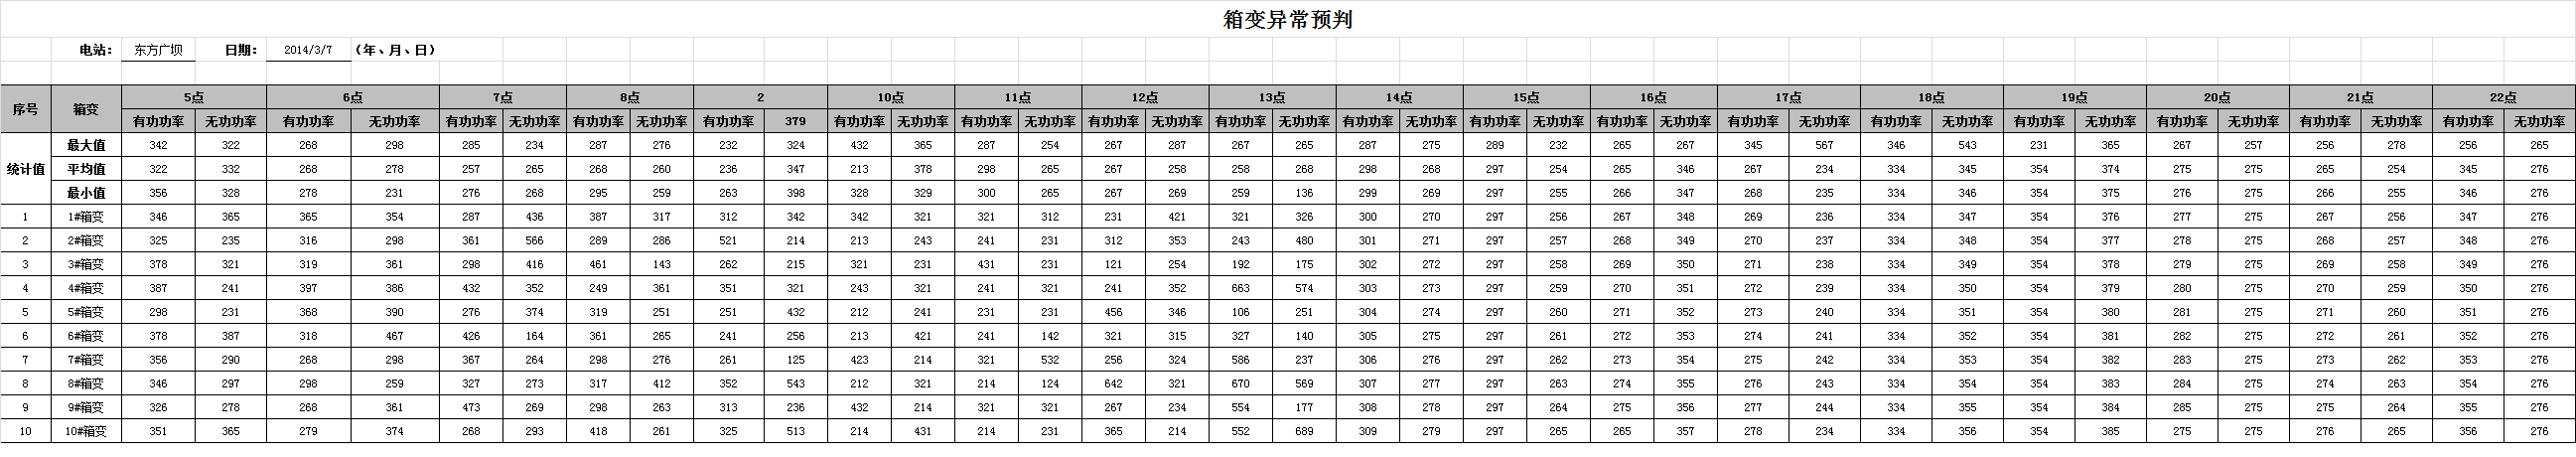 箱变异常预判
电站： 东方广坝 日期： 2014/3/7 （年、月、日）
序号 箱变 5点 6点 7点 8点 2 10点 11点 12点 13点 14点 15点 16点 17点 18点 19点 20点 21点 22点
有功功率 无功功率 有功功率 无功功率 有功功率 无功功率 有功功率 无功功率 有功功率 379 有功功率 无功功率 有功功率 无功功率 有功功率 无功功率 有功功率 无功功率 有功功率 无功功率 有功功率 无功功率 有功功率 无功功率 有功功率 无功功率 有功功率 无功功率 有功功率 无功功率 有功功率 无功功率 有功功率 无功功率 有功功率 无功功率
统计值 最大值 342 322 268 298 285 234 287 276 232 324 432 365 287 254 267 287 267 265 287 275 289 232 265 267 345 567 346 543 231 365 267 257 256 278 256 265
平均值 322 332 268 278 257 265 268 260 236 347 213 378 298 265 267 258 258 268 298 268 297 254 265 346 267 234 334 345 354 374 275 275 265 254 345 276
最小值 356 328 278 231 276 268 295 259 263 398 328 329 300 265 267 269 259 136 299 269 297 255 266 347 268 235 334 346 354 375 276 275 266 255 346 276
1 1#箱变 346 365 365 354 287 436 387 317 312 342 342 321 321 312 231 421 321 326 300 270 297 256 267 348 269 236 334 347 354 376 277 275 267 256 347 276
2 2#箱变 325 235 316 298 361 566 289 286 521 214 213 243 241 231 312 353 243 480 301 271 297 257 268 349 270 237 334 348 354 377 278 275 268 257 348 276
3 3#箱变 378 321 319 361 298 416 461 143 262 215 321 231 431 231 121 254 192 175 302 272 297 258 269 350 271 238 334 349 354 378 279 275 269 258 349 276
4 4#箱变 387 241 397 386 432 352 249 361 351 321 243 321 241 321 241 352 663 574 303 273 297 259 270 351 272 239 334 350 354 379 280 275 270 259 350 276
5 5#箱变 298 231 368 390 276 374 319 251 251 432 212 241 231 231 456 346 106 251 304 274 297 260 271 352 273 240 334 351 354 380 281 275 271 260 351 276
6 6#箱变 378 387 318 467 426 164 361 265 241 256 213 421 241 142 321 315 327 140 305 275 297 261 272 353 274 241 334 352 354 381 282 275 272 261 352 276
7 7#箱变 356 290 268 298 367 264 298 276 261 125 423 214 321 532 256 324 586 237 306 276 297 262 273 354 275 242 334 353 354 382 283 275 273 262 353 276
8 8#箱变 346 297 298 259 327 273 317 412 352 543 212 321 214 124 642 321 670 569 307 277 297 263 274 355 276 243 334 354 354 383 284 275 274 263 354 276
9 9#箱变 326 278 268 361 473 269 298 263 313 236 432 214 321 321 267 234 554 177 308 278 297 264 275 356 277 244 334 355 354 384 285 275 275 264 355 276
10 10#箱变 351 365 279 374 268 293 418 261 325 513 214 431 214 231 365 214 552 689 309 279 297 265 265 357 278 234 334 356 354 385 275 275 276 265 356 276